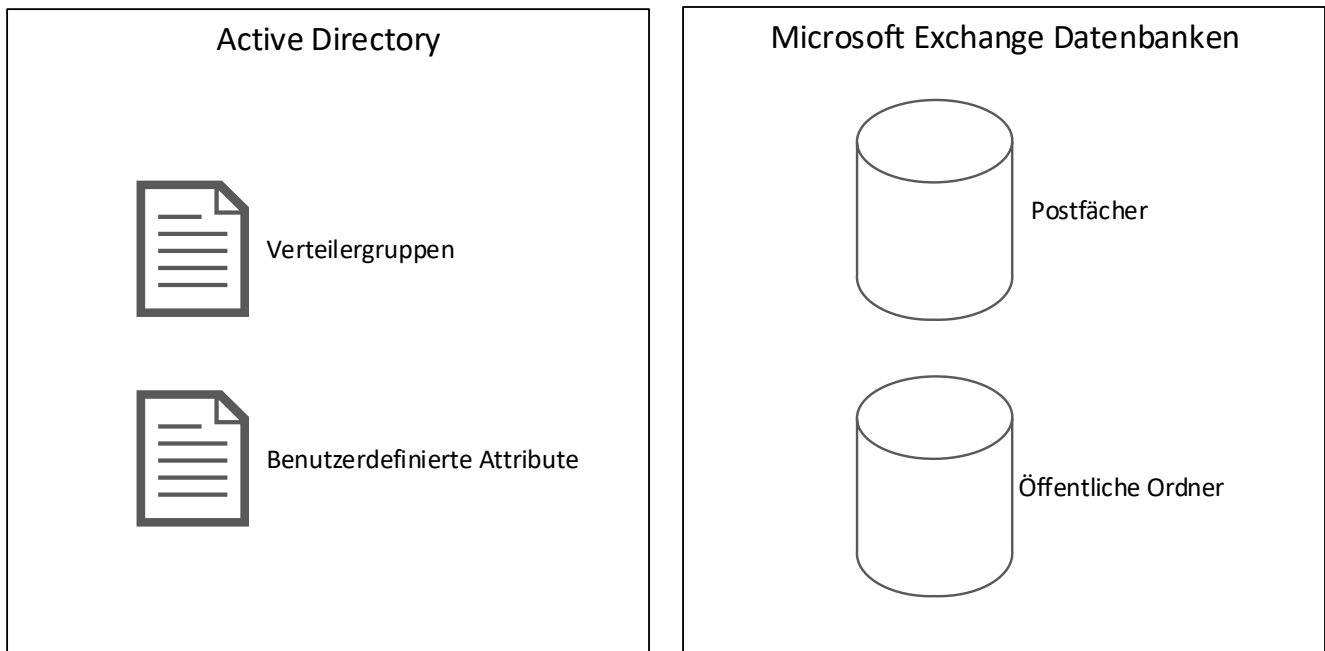 Active Directory
Verteilergruppen
Benutzerdefinierte Attribute
Microsoft Exchange Datenbanken
Postfächer
Öffentliche Ordner